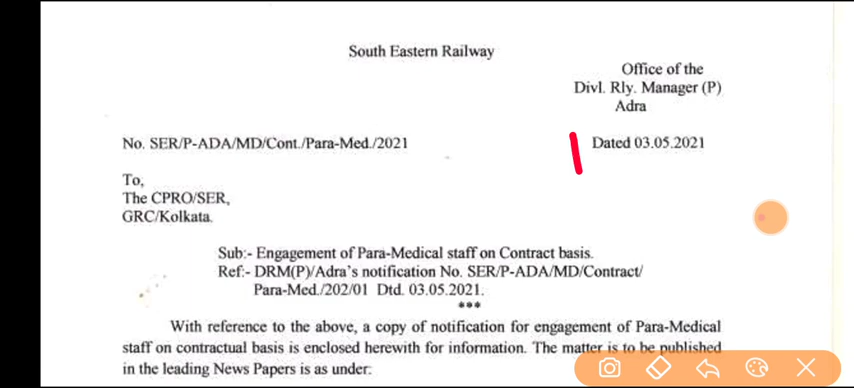 South Eastern Railway
Office of the
Divl. Rly. Manager (P)
Adra
No. SER/P-ADA/MD/Cont./Para-Med./2021
Dated 03.05.2021
To,
The CPRO/SER,
GRC/Kolkata.
Sub:- Engagement of Para-Medical staff on Contract basis.
Ref:- DRM(P)/Adra's notification No. SER/P-ADA/MD/Contract/
Para-Med./202/01 Dtd. 03.05.2021.
***
With reference to the above, a copy of notification for engagement of Para-Medical
staff on contractual basis is enclosed herewith for information. The matter is to be published
in the leading News Papers is as under: